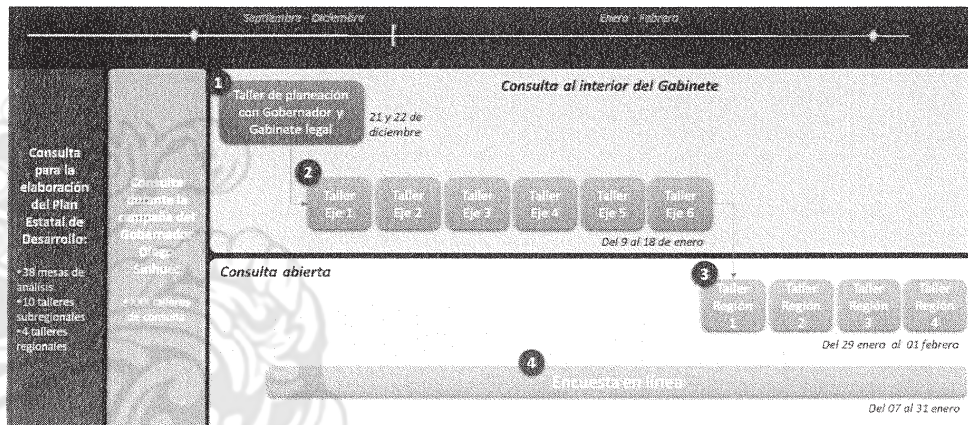 Septiembre - Diciembre
Enero - Febrero
Consulta
para la
elaboración
del Plan
Estatal de
Desarrollo:
•38 mesas de
análisis
•10 talleres
subregionales
•4 talleres
regionales
Consulta
durante la
campaña del
Gobernador
Diego
Sinhue:
talleres
de consulta
1
Taller de planeación
con Gobernador y
Gabinete legal
21 y 22 de
diciembre
Consulta al interior del Gabinete
2
Taller
Eje 1
Taller
Eje 2
Taller
Eje 3
Taller
Eje 4
Taller
Eje 5
Taller
Eje 6
Del 9 al 18 de enero
Consulta abierta
3
Taller
Región
1
Taller
Región
2
Taller
Región
3
Taller
Región
4
Del 29 enero al 01 febrero
4
Encuesta en línea
Del 07 al 31 enero